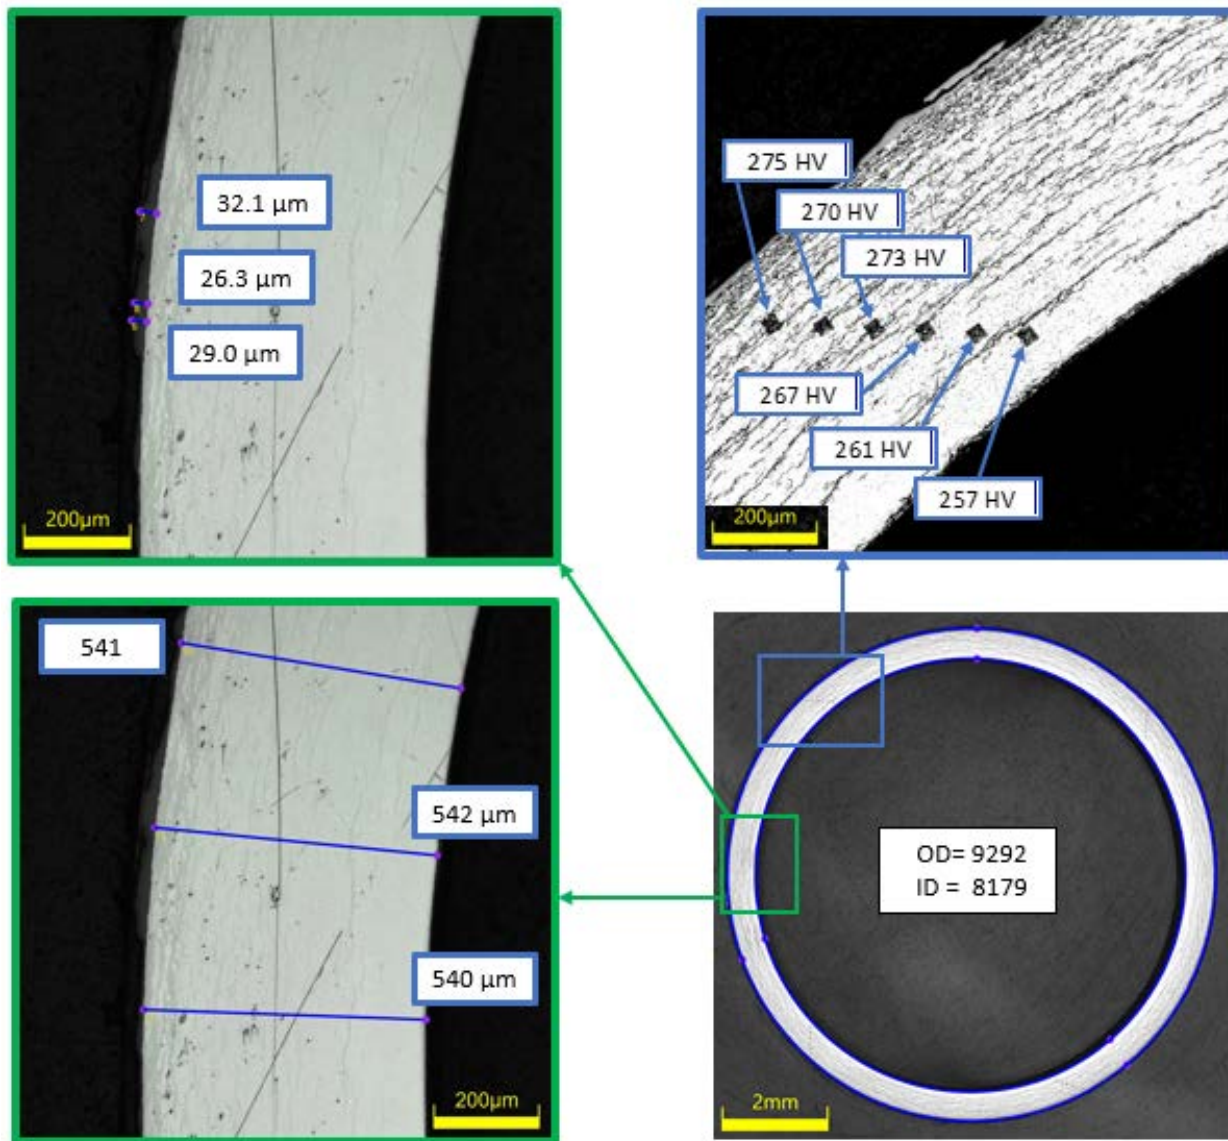 32.1 µm
26.3 µm
29.0 µm
200µm
275 HV
270 HV
273 HV
267 HV
261 HV
257 HV
200µm
541
542 µm
540 µm
200µm
OD= 9292
ID = 8179
2mm